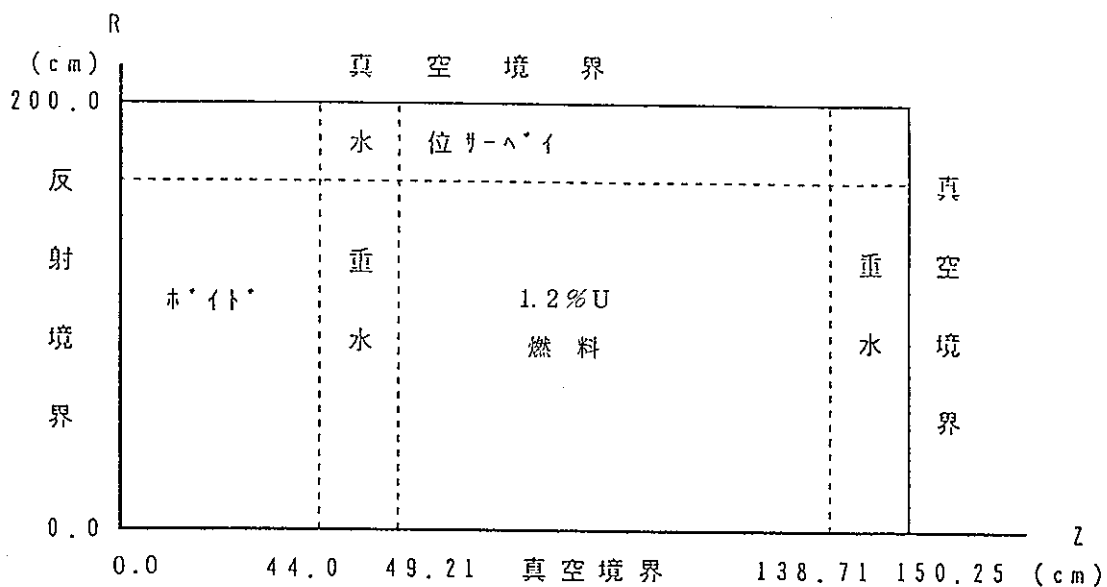 R
(cm)
真空境界
200.0
水位サーベイ
反射境界
ボイド
重水
1.2%U
燃料
重水
真空境界
0.0
Z
0.0 44.0 49.21 真空境界 138.71 150.25 (cm)